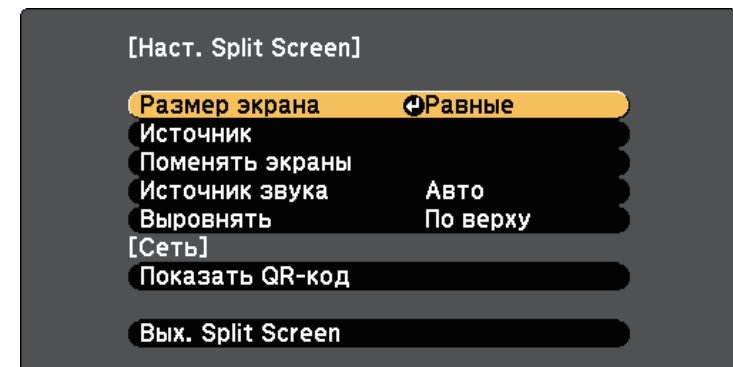 [Наст. Split Screen]
Размер экрана Равные
Источник
Поменять экраны
Источник звука Авто
Выровнять По верху
[Сеть]
Показать QR-код
Вых. Split Screen